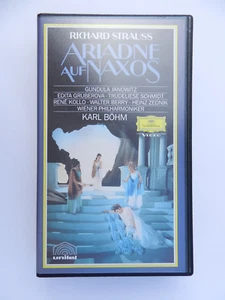 RICHARD STRAUSS
ARIADNE
AUF NAXOS
GUNDULA JANOWITZ
EDITA GRUBEROVA · TRUDELIESE SCHMIDT
RENÉ KOLLO · WALTER BERRY · HEINZ ZEDNIK
WIENER PHILHARMONIKER
KARL BÖHM
Video
unitel